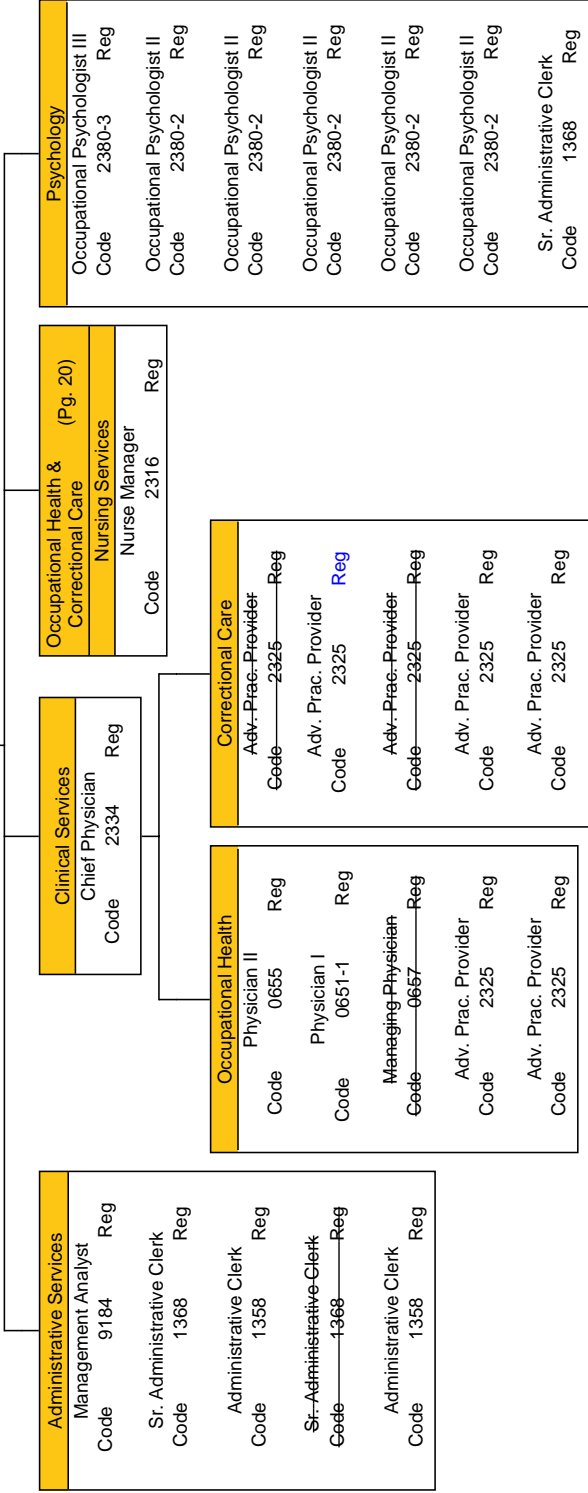 Administrative Services
Management Analyst
Code 9184 Reg
Sr. Administrative Clerk
Code 1368 Reg
Administrative Clerk
Code 1358 Reg
Sr. Administrative Clerk
Code 1368 Reg
Administrative Clerk
Code 1358 Reg
Clinical Services
Chief Physician
Code 2334 Reg
Occupational Health
Physician II
Code 0655 Reg
Physician I
Code 0651-1 Reg
Managing Physician
Code 0657 Reg
Adv. Prac. Provider
Code 2325 Reg
Adv. Prac. Provider
Code 2325 Reg
Correctional Care
Adv. Prac. Provider
Code 2325 Reg
Adv. Prac. Provider
Code 2325 Reg
Adv. Prac. Provider
Code 2325 Reg
Adv. Prac. Provider
Code 2325 Reg
Adv. Prac. Provider
Code 2325 Reg
Occupational Health &
Correctional Care (Pg. 20)
Nursing Services
Nurse Manager
Code 2316 Reg
Psychology
Occupational Psychologist III
Code 2380-3 Reg
Occupational Psychologist II
Code 2380-2 Reg
Occupational Psychologist II
Code 2380-2 Reg
Occupational Psychologist II
Code 2380-2 Reg
Occupational Psychologist II
Code 2380-2 Reg
Occupational Psychologist II
Code 2380-2 Reg
Sr. Administrative Clerk
Code 1368 Reg